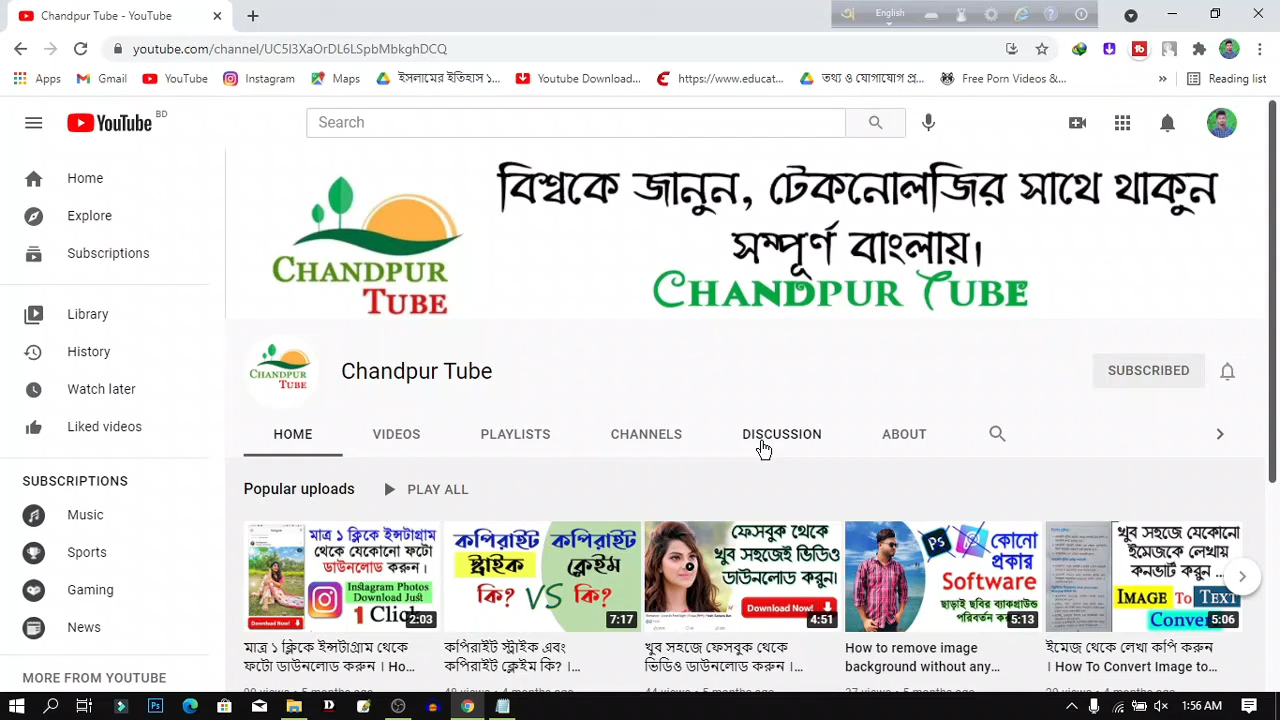 Chandpur Tube - YouTube
English
youtube.com/channel/UC5I3XaOrDL6LSpbMbkghDCQ
Apps
Gmail
YouTube
Instagram
Maps
ইসলামের ইতিহাস ১...
Youtube Download...
https://www.educat...
তথ্য ও যোগাযোগ প্র...
Free Porn Videos &...
»
Reading list
YouTube BD
Search
Home
Explore
Subscriptions
Library
History
Watch later
Liked videos
SUBSCRIPTIONS
Music
Sports
Gaming
News
MORE FROM YOUTUBE
CHANDPUR
TUBE
বিশ্বকে জানুন, টেকনোলজির সাথে থাকুন
সম্পূর্ণ বাংলায়।
CHANDPUR TUBE
CHANDPUR
TUBE
Chandpur Tube
SUBSCRIBED
HOME
VIDEOS
PLAYLISTS
CHANNELS
DISCUSSION
ABOUT
Popular uploads
PLAY ALL
মাত্র ১ ক্লিকে ইন্সটাগ্রাম
থেকে যেকোনো ফটো
ডাউনলোড করুন।
Instagram Photos
Download Just
Click
2:03
মাত্র ১ ক্লিকে ইন্সটাগ্রাম থেকে
ফটো ডাউনলোড করুন । Ho...
কপিরাইট কপিরাইট
স্ট্রাইক ক্লেইম
কি? VS কি?
7:17
কপিরাইট স্ট্রাইক এবং
কপিরাইট ক্লেইম কি? ।...
ফেসবুক থেকে
খুব সহজেই ভিডিও
ডাউনলোড করুন।
Download Now!
4:51
খুব সহজে ফেসবুক থেকে
ভিডিও ডাউনলোড করুন ।...
Ps
কোনো
প্রকার
Software
ছাড়াই ছবির ব্যাকগ্রাউন্ড
পরিবর্তন করুন
5:13
How to remove image
background without any...
খুব সহজে যেকোনো
ইমেজের লেখায়
কনভার্ট করুন ...
IMAGE TO TEXT
Convert
5:06
ইমেজ থেকে লেখা কপি করুন
। How To Convert Image to...
1:56 AM